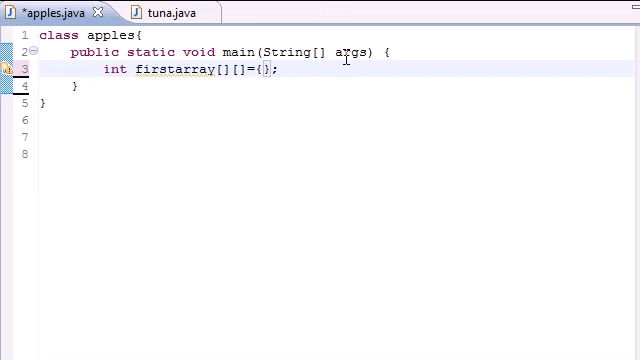 *apples.java tuna.java
1 class apples{
2 public static void main(String[] args) {
3 int firstarray[][]={};
4 }
5 }
6
7
8